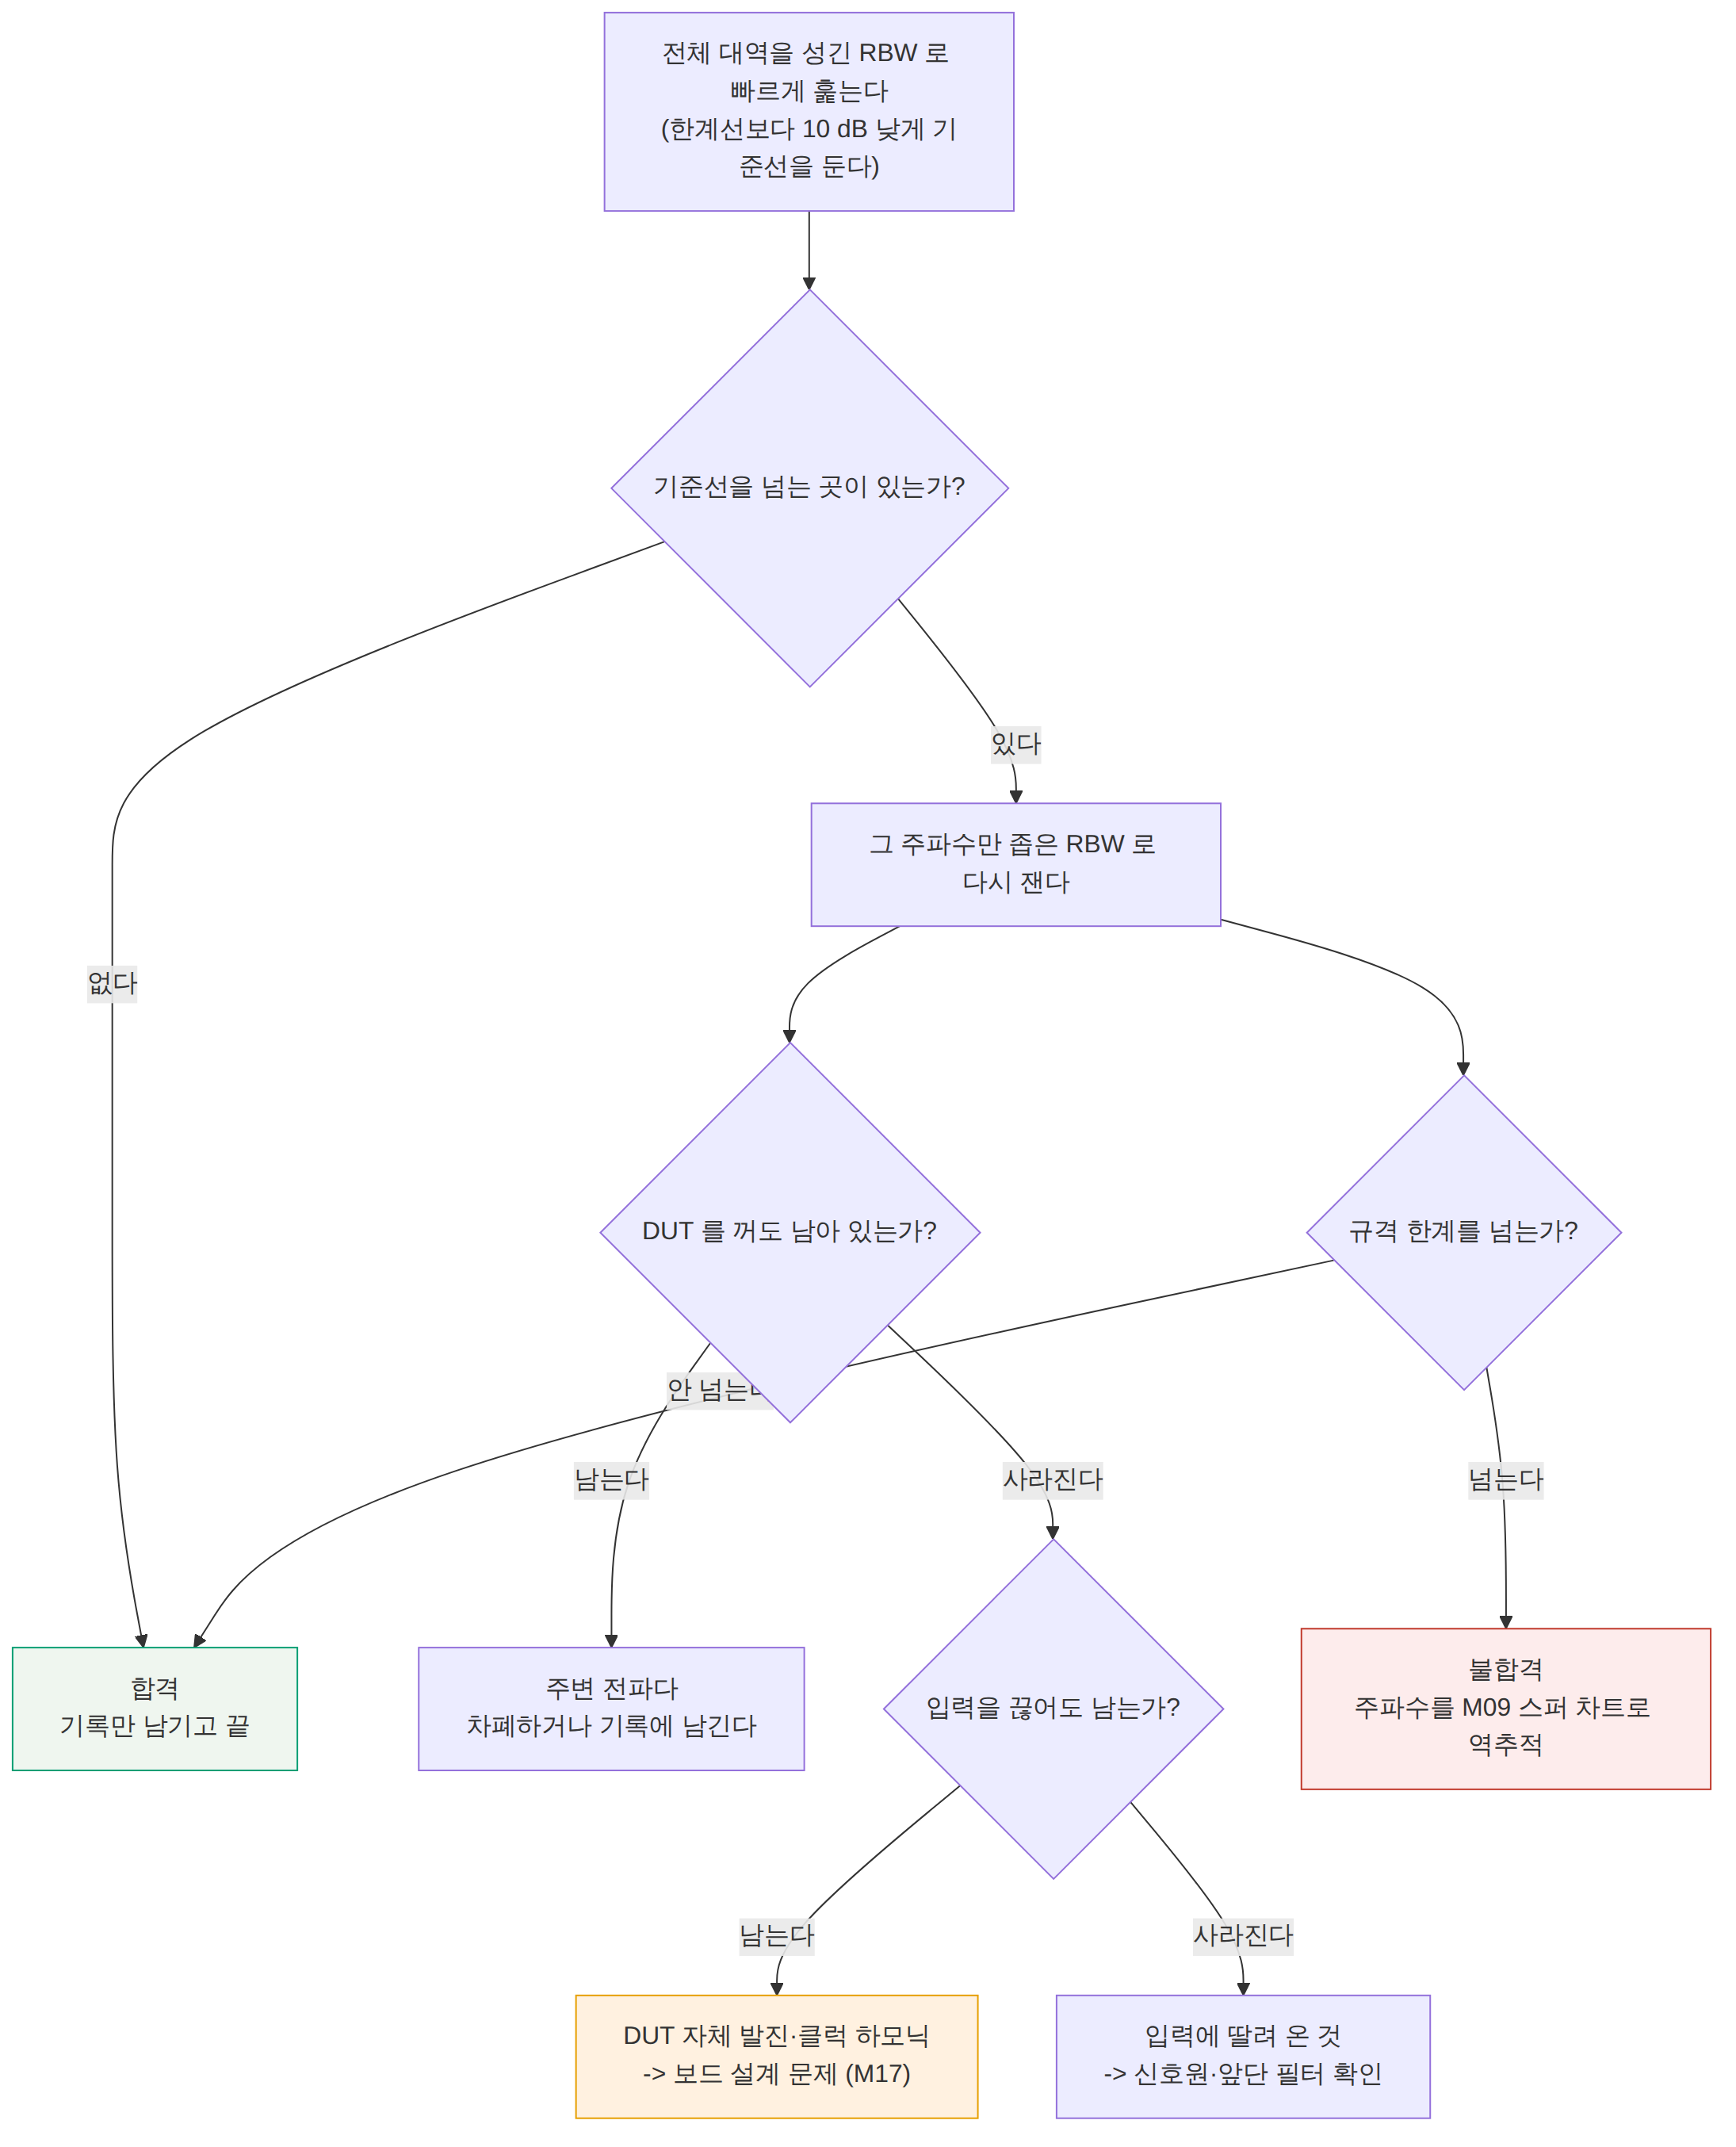 전체 대역을 성긴 RBW 로
빠르게 훑는다
(한계선보다 10 dB 낮게 기
준선을 둔다)
기준선을 넘는 곳이 있는가?
있다
그 주파수만 좁은 RBW 로
다시 잰다
없다
DUT 를 꺼도 남아 있는가?
규격 한계를 넘는가?
안 넘는
남는다
사라진다
넘는다
합격
기록만 남기고 끝
주변 전파다
차폐하거나 기록에 남긴다
입력을 끊어도 남는가?
불합격
주파수를 M09 스퍼 차트로
역추적
남는다
사라진다
DUT 자체 발진·클럭 하모닉
-> 보드 설계 문제 (M17)
입력에 딸려 온 것
-> 신호원·앞단 필터 확인